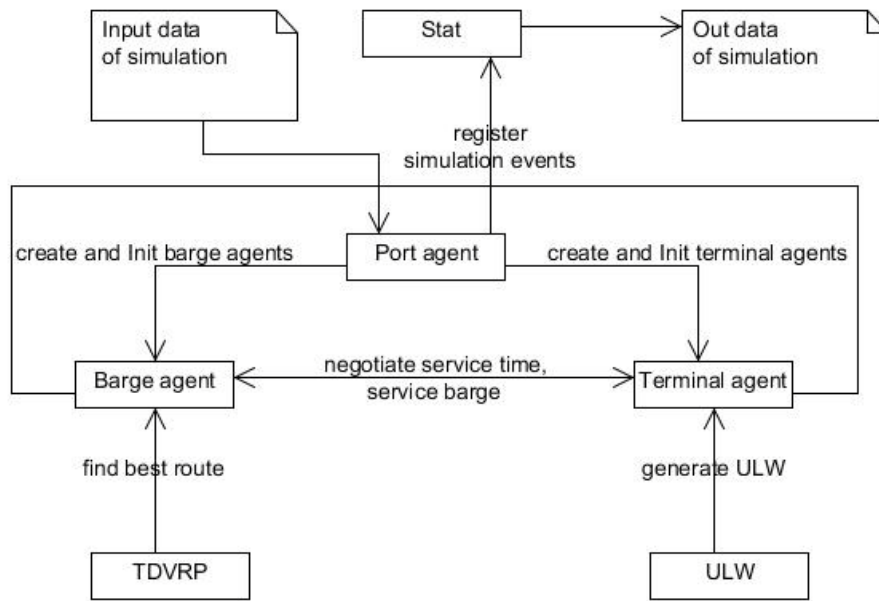 Input data
of simulation
Stat
Out data
of simulation
register
simulation events
create and Init barge agents
Port agent
create and Init terminal agents
Barge agent
negotiate service time,
service barge
Terminal agent
find best route
generate ULW
TDVRP
ULW